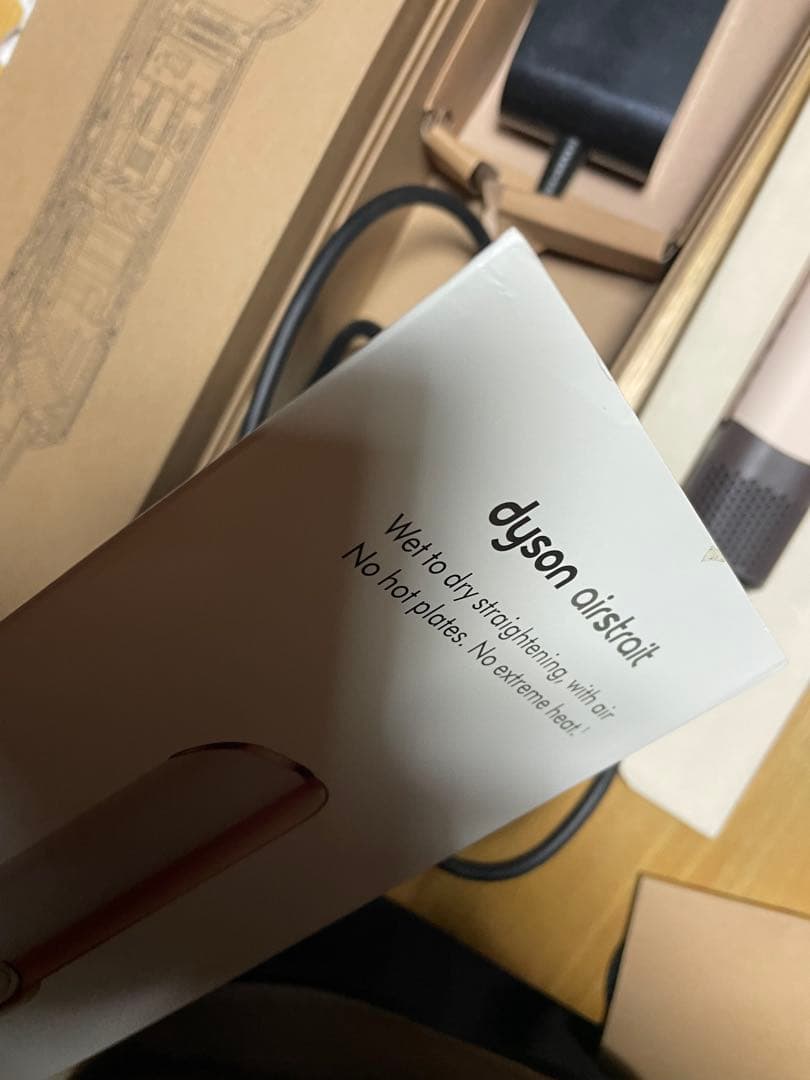 dyson airstrait
Wet to dry straightening, with air
No hot plates. No extreme heat.¹